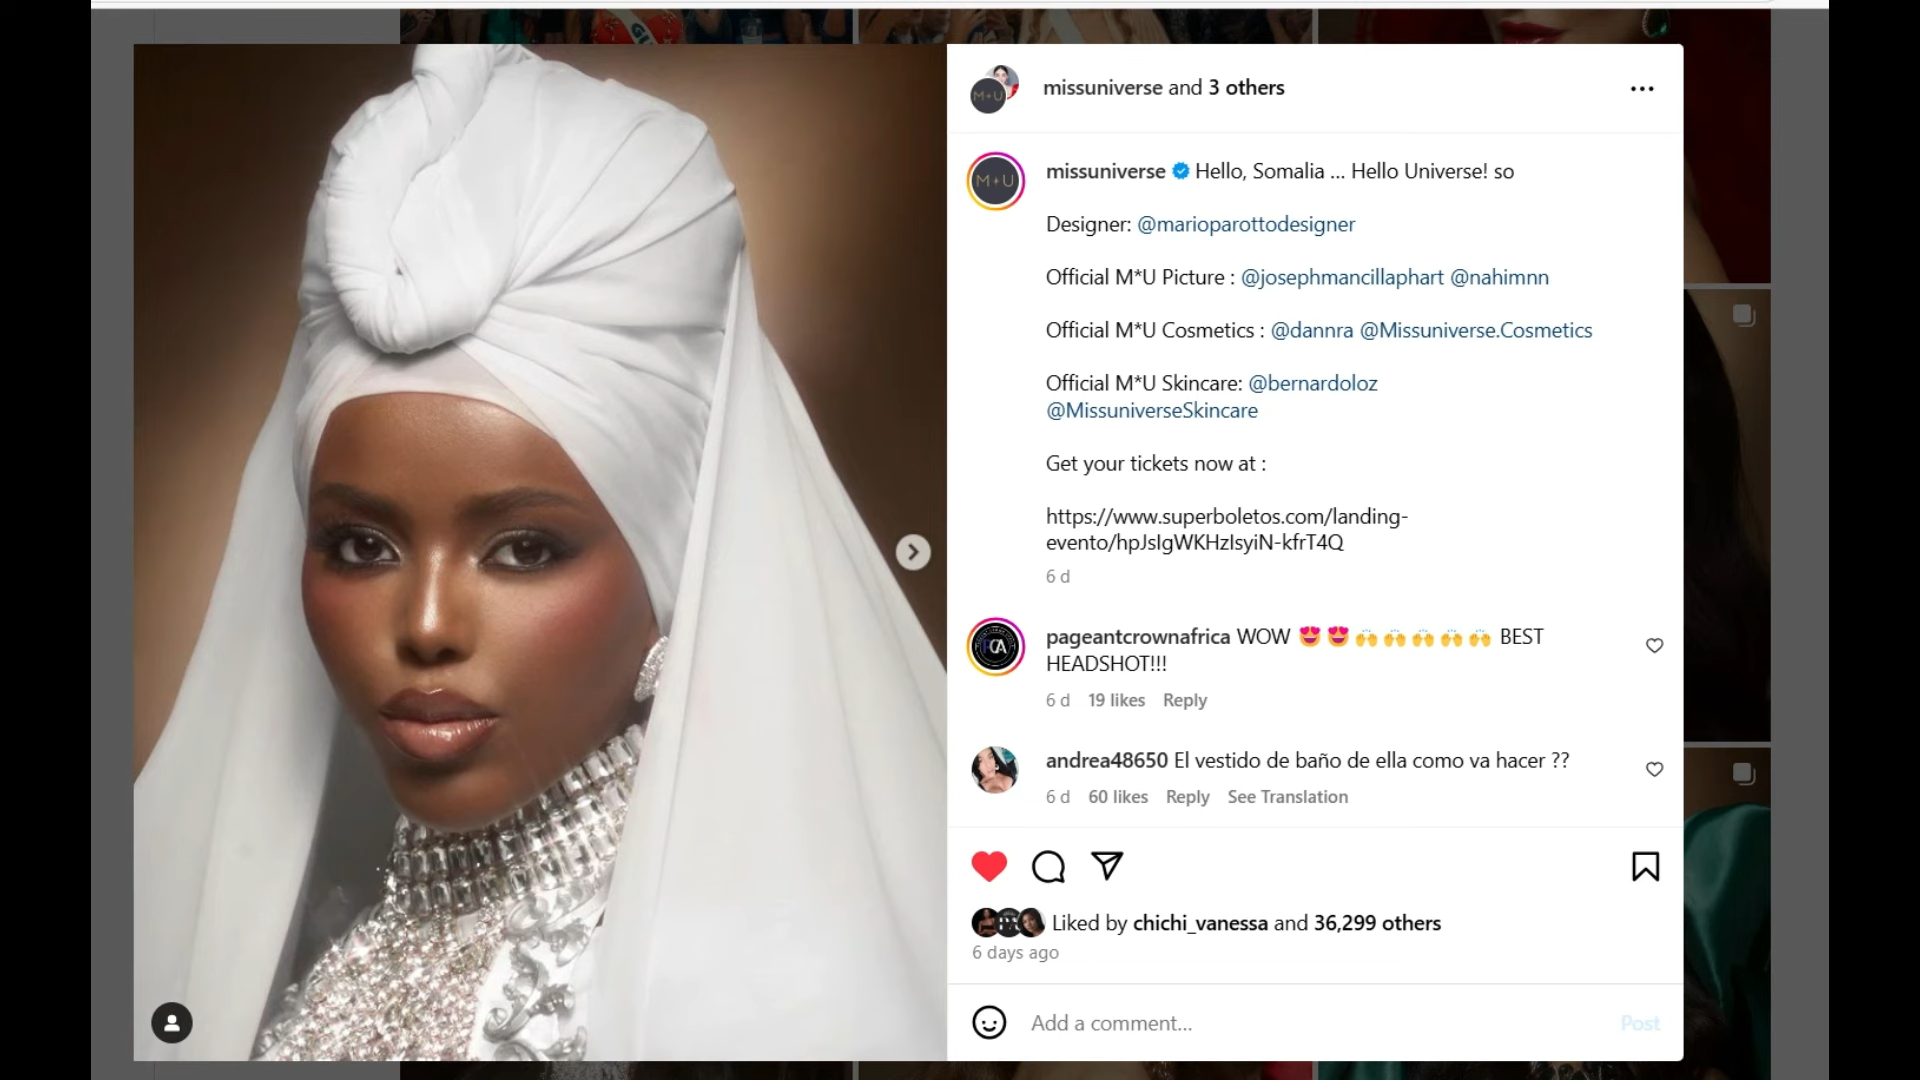 missuniverse and 3 others
M+U
missuniverse Hello, Somalia ... Hello Universe! so
M+U
Designer: @marioparottodesigner
Official M*U Picture : @josephmancillaphart @nahimnn
Official M*U Cosmetics : @dannra @Missuniverse.Cosmetics
Official M*U Skincare: @bernardoloz
@MissuniverseSkincare
Get your tickets now at :
https://www.superboletos.com/landing-
evento/hpJsIgWKHzIsyiN-kfrT4Q
6 d
pageantcrownafrica WOW 😍😍🙌🙌🙌🙌🙌 BEST
HEADSHOT!!!
6 d 19 likes Reply
andrea48650 El vestido de baño de ella como va hacer ??
6 d 60 likes Reply See Translation
Liked by chichi_vanessa and 36,299 others
6 days ago
Add a comment...
Post